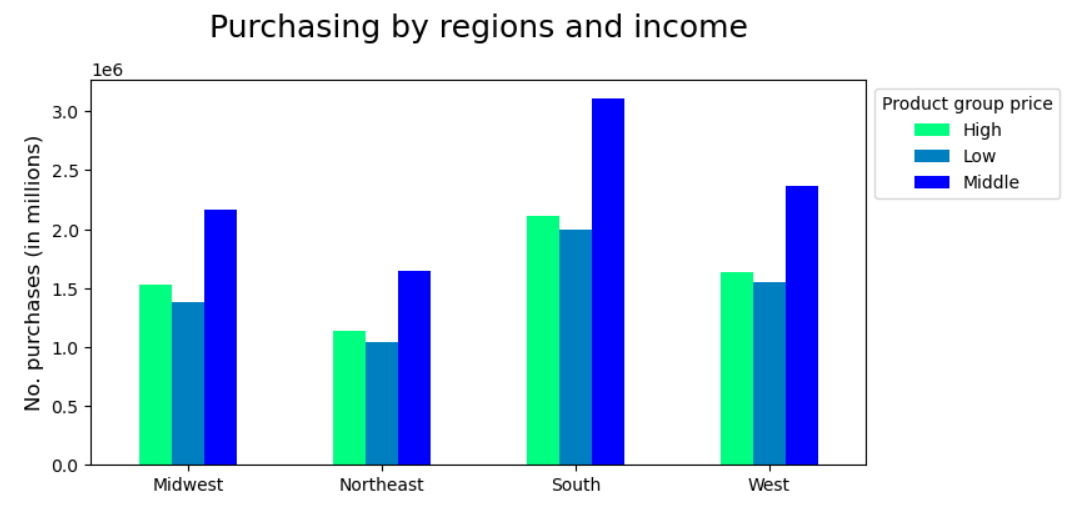 Purchasing by regions and income
1e6
No. purchases (in millions)
3.0
2.5
2.0
1.5
1.0
0.5
0.0
Midwest
Northeast
South
West
Product group price
High
Low
Middle